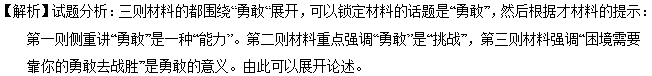 【解析】试题分析：三则材料的都围绕“勇敢”展开，可以锁定材料的话题是“勇敢”，然后根据才材料的提示：
第一则侧重讲“勇敢”是一种“能力”。第二则材料重点强调“勇敢”是“挑战”，第三则材料强调“困境需要
靠你的勇敢去战胜”是勇敢的意义。由此可以展开论述。